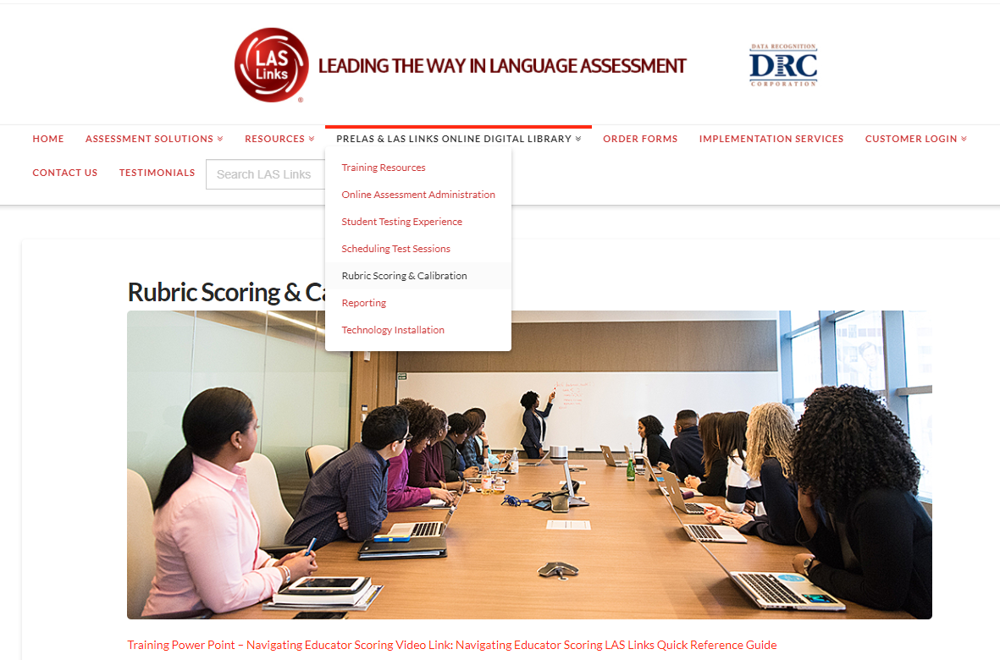 LAS
Links
®
LEADING THE WAY IN LANGUAGE ASSESSMENT
DATA RECOGNITION
DRC
CORPORATION
HOME ASSESSMENT SOLUTIONS RESOURCES PRELAS & LAS LINKS ONLINE DIGITAL LIBRARY ORDER FORMS IMPLEMENTATION SERVICES CUSTOMER LOGIN
CONTACT US TESTIMONIALS Search LAS Links
Training Resources
Online Assessment Administration
Student Testing Experience
Scheduling Test Sessions
Rubric Scoring & Calibration
Reporting
Technology Installation
Rubric Scoring & Ca
Training Power Point – Navigating Educator Scoring Video Link: Navigating Educator Scoring LAS Links Quick Reference Guide